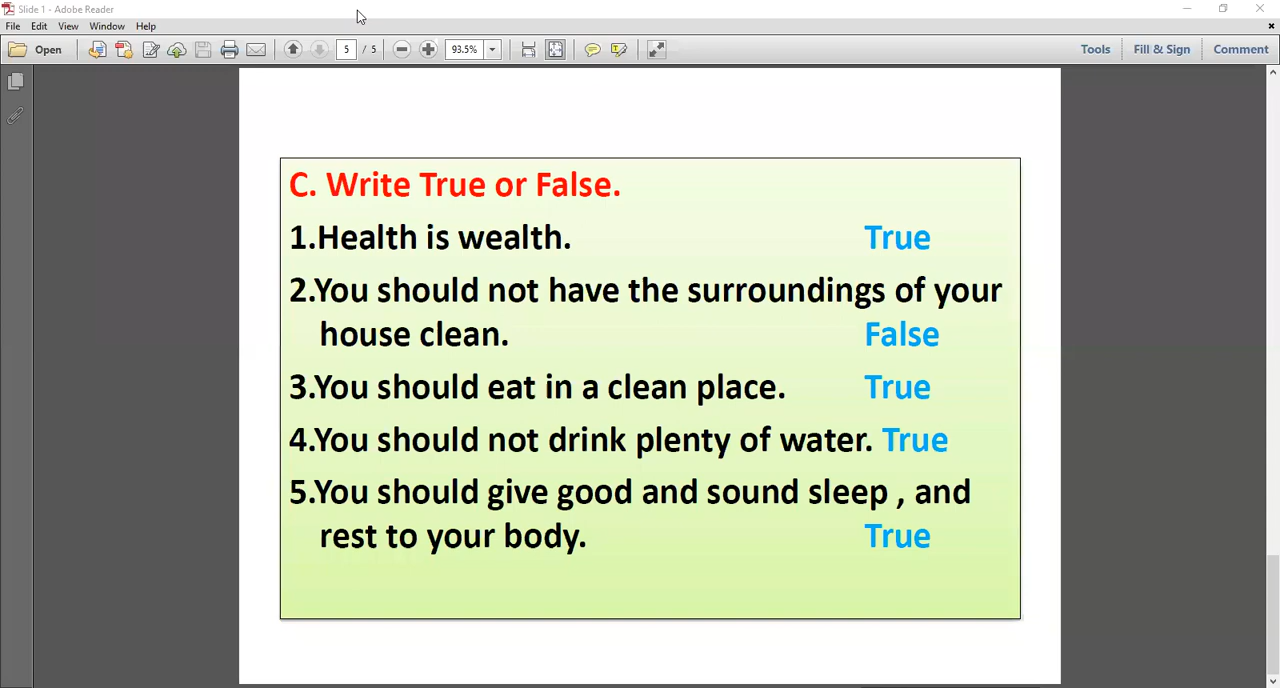 Slide 1 - Adobe Reader
File Edit View Window Help
Open 5 / 5 93.5% Tools Fill & Sign Comment
C. Write True or False.
1.Health is wealth. True
2.You should not have the surroundings of your
house clean. False
3.You should eat in a clean place. True
4.You should not drink plenty of water. True
5.You should give good and sound sleep , and
rest to your body. True